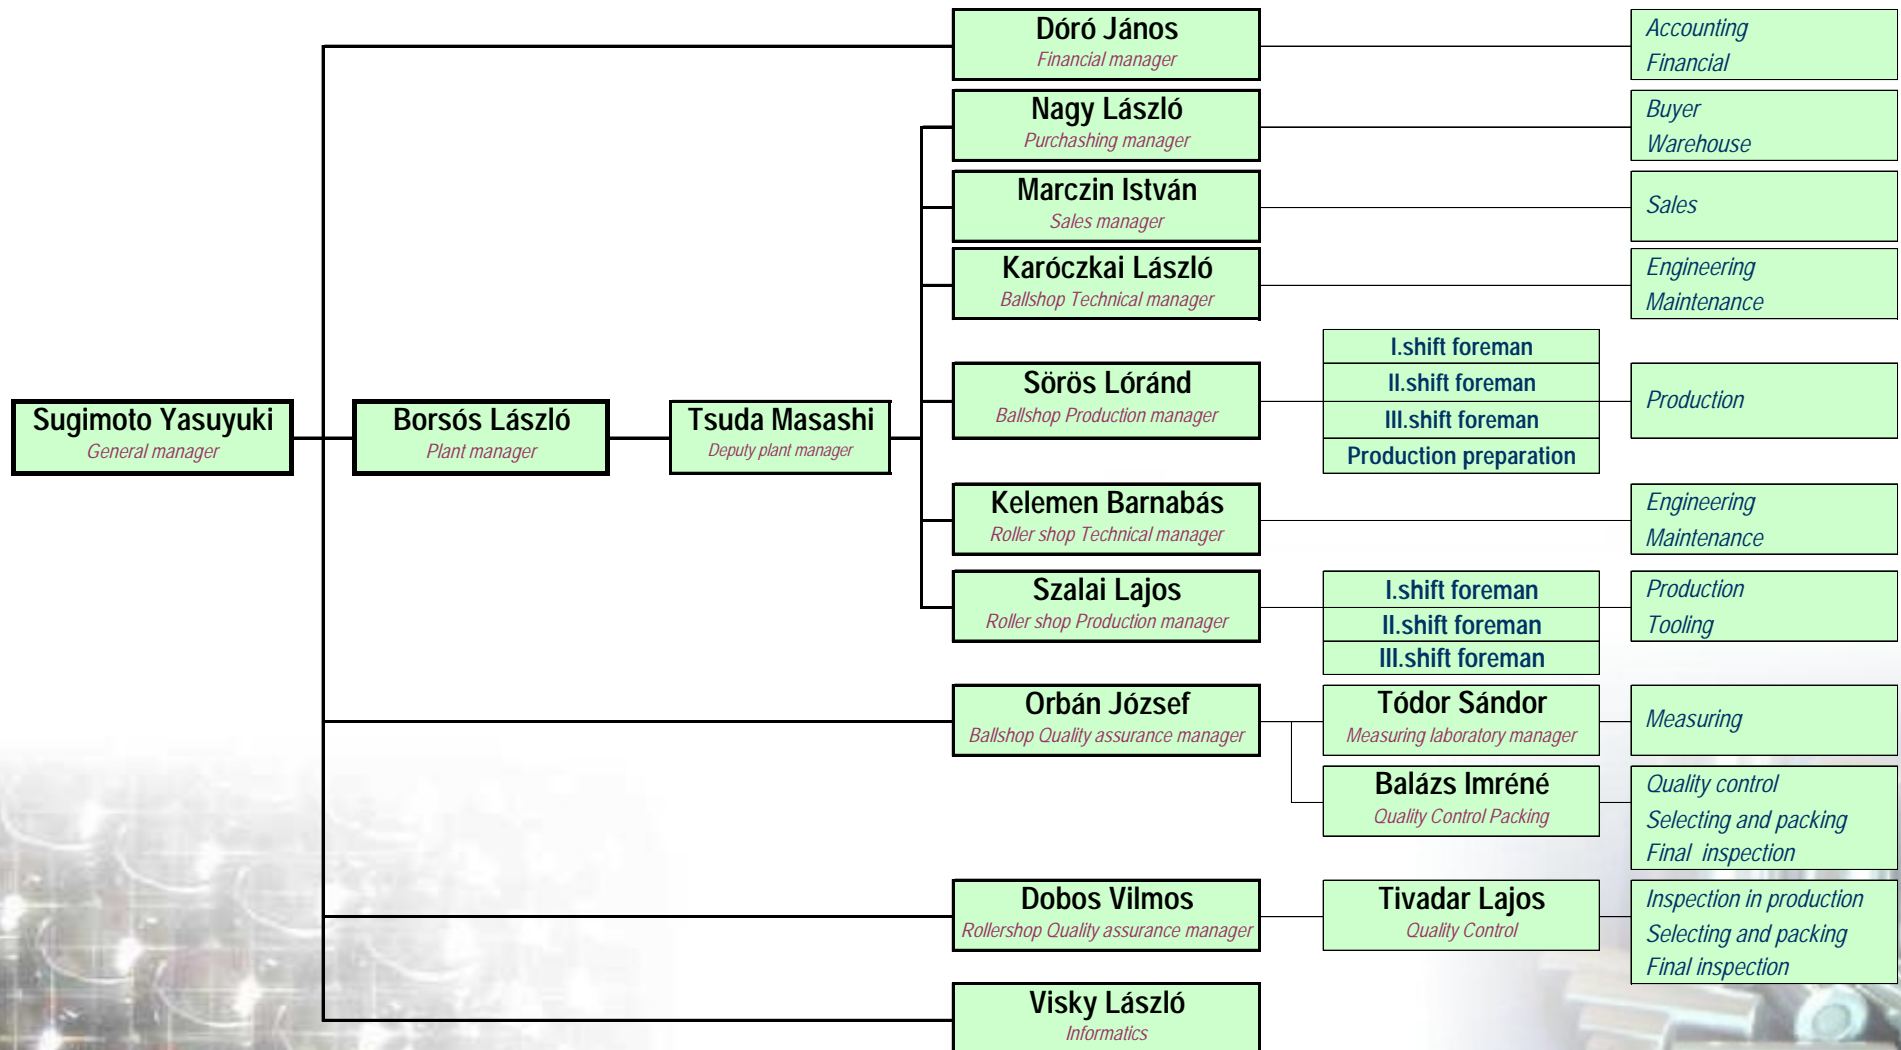 Dóró János
Financial manager
Accounting
Financial
Nagy László
Purchashing manager
Buyer
Warehouse
Marczin István
Sales manager
Sales
Karóczkai László
Ballshop Technical manager
Engineering
Maintenance
Sugimoto Yasuyuki
General manager
Borsós László
Plant manager
Tsuda Masashi
Deputy plant manager
Sörös Lóránd
Ballshop Production manager
I.shift foreman
II.shift foreman
III.shift foreman
Production preparation
Production
Kelemen Barnabás
Roller shop Technical manager
Engineering
Maintenance
Szalai Lajos
Roller shop Production manager
I.shift foreman
II.shift foreman
III.shift foreman
Production
Tooling
Orbán József
Ballshop Quality assurance manager
Tódor Sándor
Measuring laboratory manager
Measuring
Balázs Imréné
Quality Control Packing
Quality control
Selecting and packing
Final inspection
Dobos Vilmos
Rollershop Quality assurance manager
Tivadar Lajos
Quality Control
Inspection in production
Selecting and packing
Final inspection
Visky László
Informatics